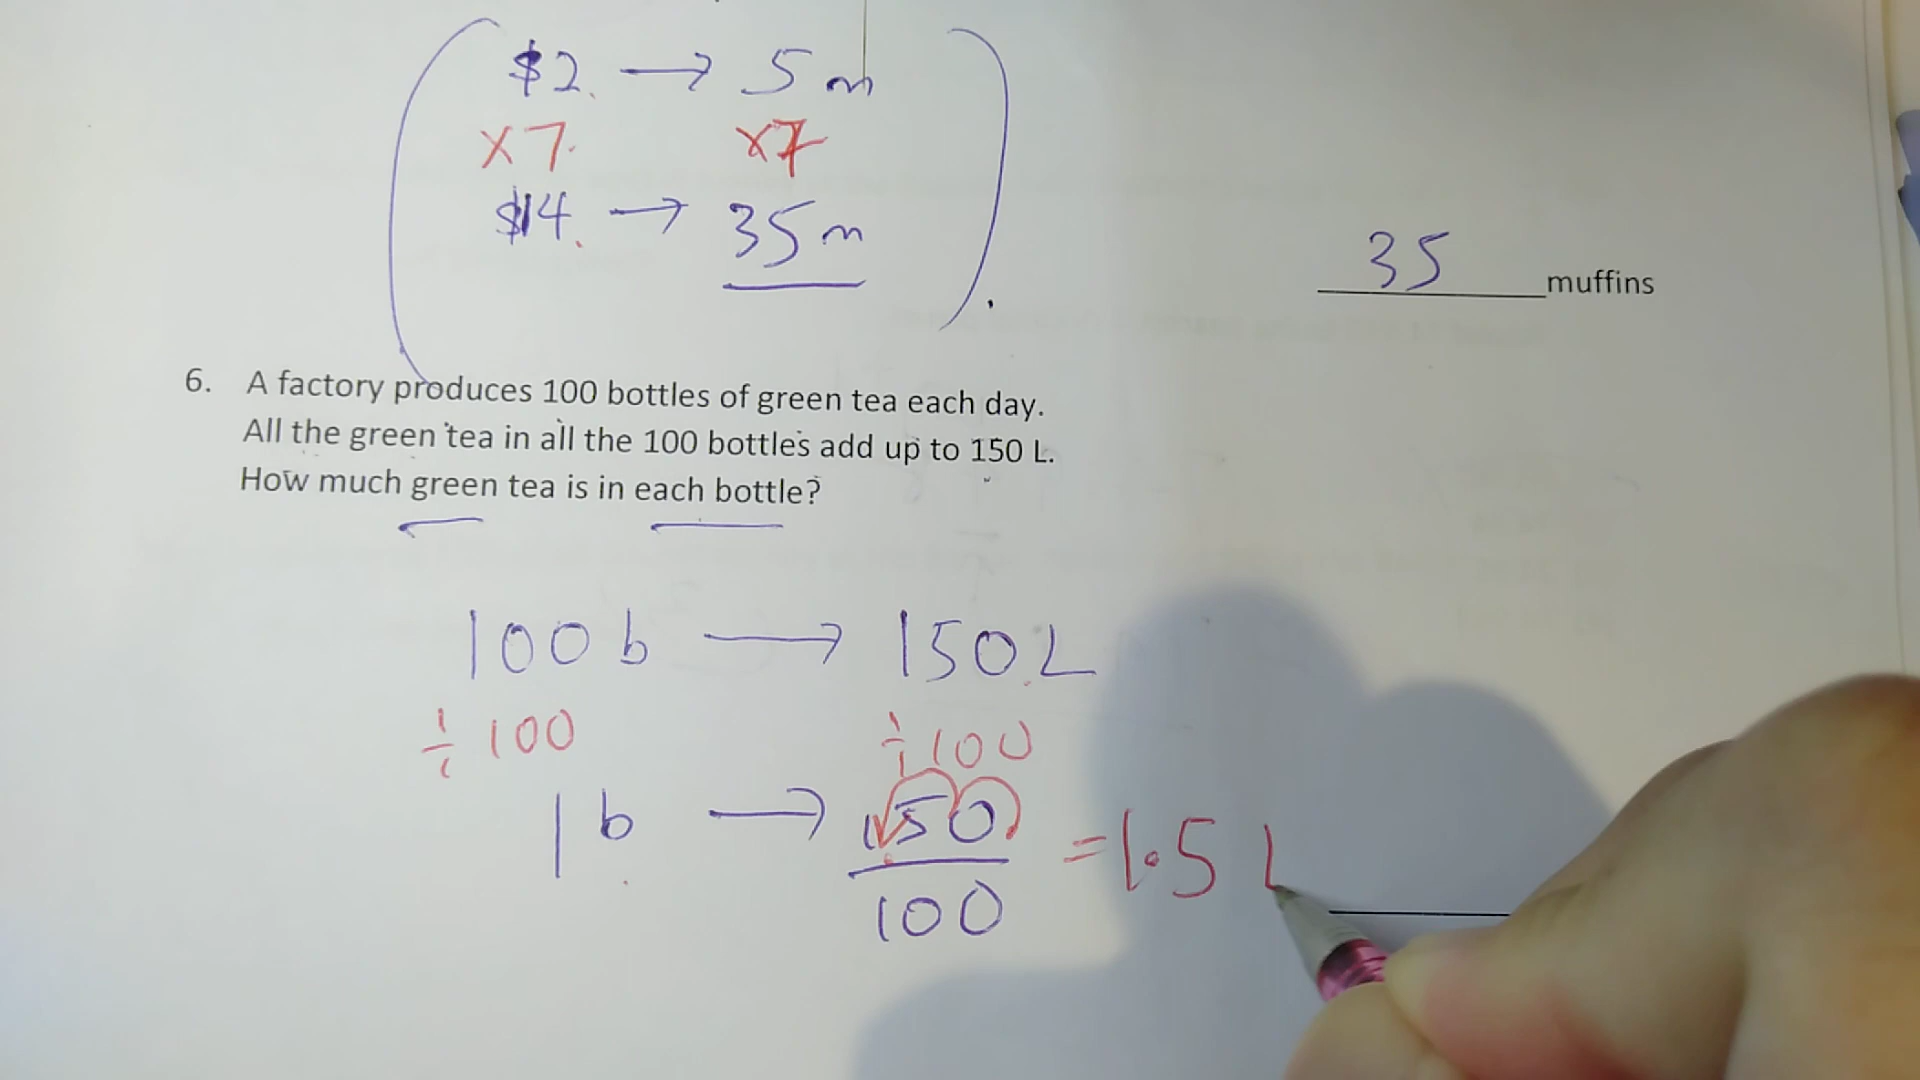 $2 → 5 m
×7 ×7
$14 → 35 m
35 muffins
6. A factory produces 100 bottles of green tea each day.
All the green tea in all the 100 bottles add up to 150 L.
How much green tea is in each bottle?
100 b → 150 L
÷ 100 ÷ 100
1 b → 150
100
= 1.5 L